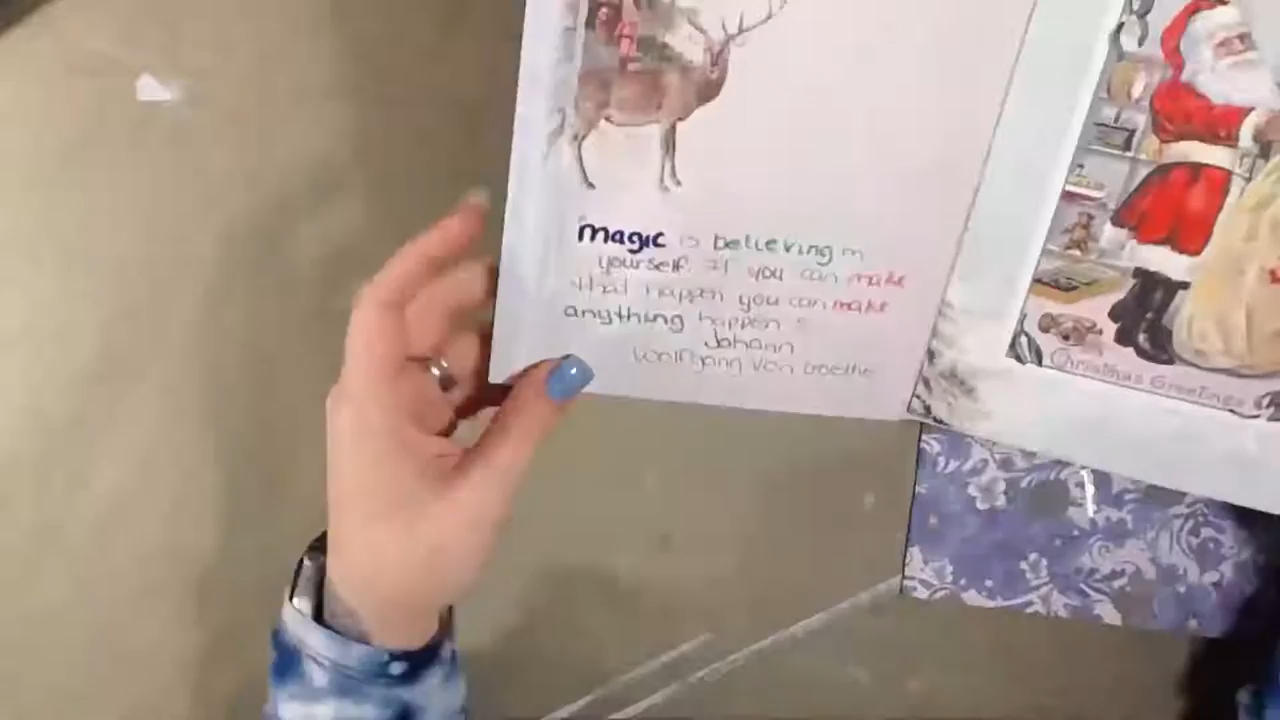 magic is believing in
yourself. If you can make
that happen you can make
anything happen
Johann
Wolfgang Von Goethe
Christmas Greetings